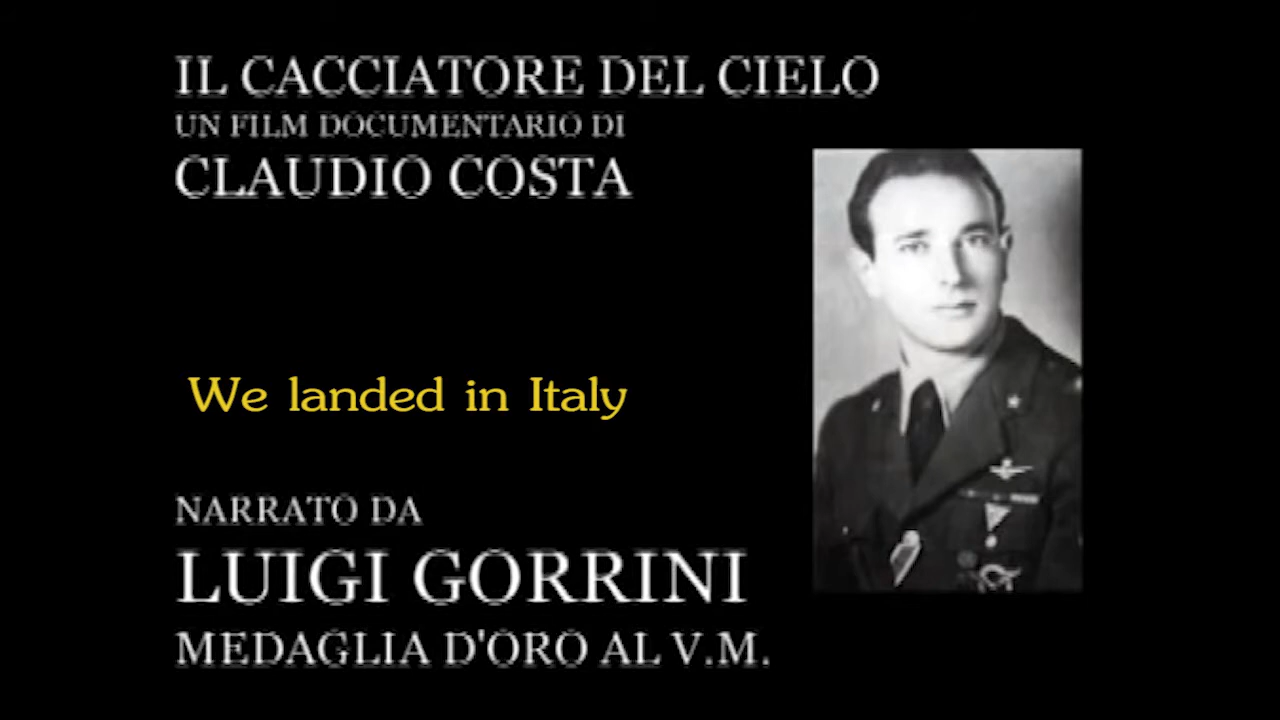 IL CACCIATORE DEL CIELO
UN FILM DOCUMENTARIO DI
CLAUDIO COSTA
We landed in Italy
NARRATO DA
LUIGI GORRINI
MEDAGLIA D'ORO AL V.M.